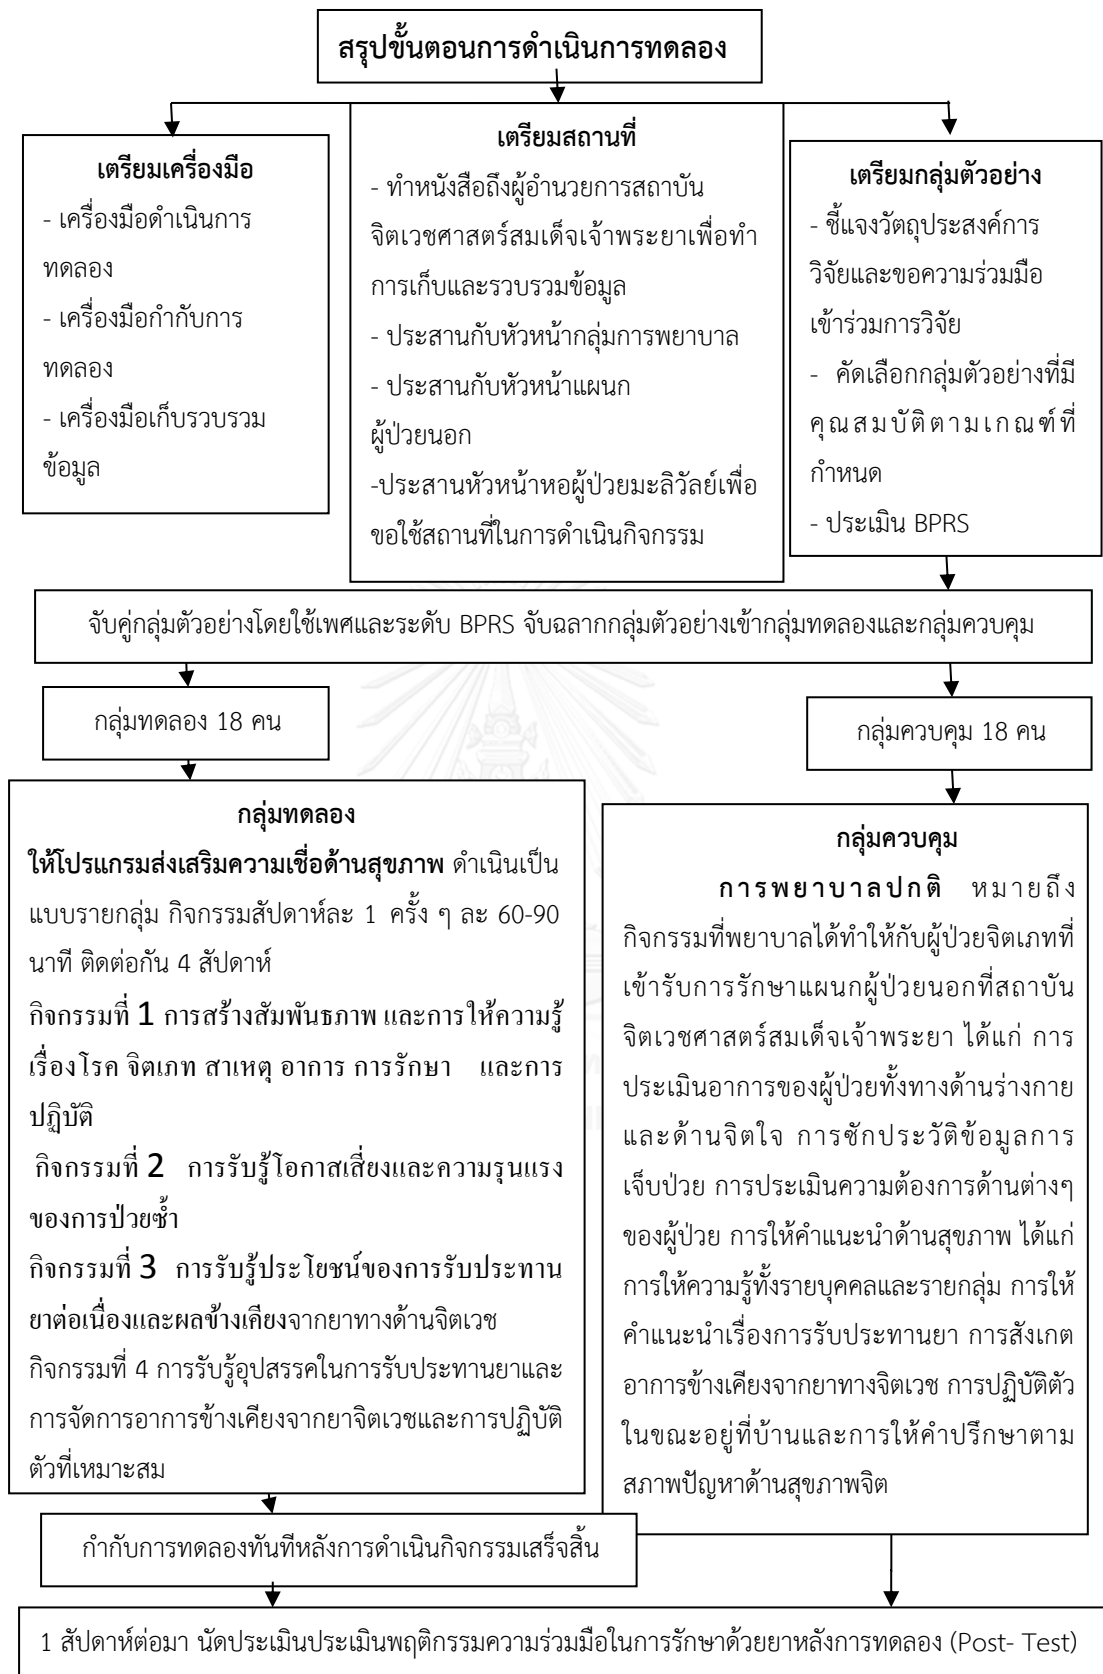 สรุปขั้นตอนการดำเนินการทดลอง
เตรียมเครื่องมือ
- เครื่องมือดำเนินการ
ทดลอง
- เครื่องมือกำกับการ
ทดลอง
- เครื่องมือเก็บรวบรวม
ข้อมูล
เตรียมสถานที่
- ทำหนังสือถึงผู้อำนวยการสถาบัน
จิตเวชศาสตร์สมเด็จเจ้าพระยาเพื่อทำ
การเก็บและรวบรวมข้อมูล
- ประสานกับหัวหน้ากลุ่มการพยาบาล
- ประสานกับหัวหน้าแผนก
ผู้ป่วยนอก
-ประสานหัวหน้าหอผู้ป่วยมะลิวัลย์เพื่อ
ขอใช้สถานที่ในการดำเนินกิจกรรม
เตรียมกลุ่มตัวอย่าง
- ชี้แจงวัตถุประสงค์การ
วิจัยและขอความร่วมมือ
เข้าร่วมการวิจัย
- คัดเลือกกลุ่มตัวอย่างที่มี
คุณสมบัติตามเกณฑ์ที่
กำหนด
- ประเมิน BPRS
จับคู่กลุ่มตัวอย่างโดยใช้เพศและระดับ BPRS จับฉลากกลุ่มตัวอย่างเข้ากลุ่มทดลองและกลุ่มควบคุม
กลุ่มทดลอง 18 คน
กลุ่มควบคุม 18 คน
กลุ่มทดลอง
ให้โปรแกรมส่งเสริมความเชื่อด้านสุขภาพ ดำเนินเป็น
แบบรายกลุ่ม กิจกรรมสัปดาห์ละ 1 ครั้ง ๆ ละ 60-90
นาที ติดต่อกัน 4 สัปดาห์
กิจกรรมที่ 1 การสร้างสัมพันธภาพ และการให้ความรู้
เรื่องโรค จิตเภท สาเหตุ อาการ การรักษา และการ
ปฏิบัติ
กิจกรรมที่ 2 การรับรู้โอกาสเสี่ยงและความรุนแรง
ของการป่วยซ้ำ
กิจกรรมที่ 3 การรับรู้ประโยชน์ของการรับประทาน
ยาต่อเนื่องและผลข้างเคียงจากยาทางด้านจิตเวช
กิจกรรมที่ 4 การรับรู้อุปสรรคในการรับประทานยาและ
การจัดการอาการข้างเคียงจากยาจิตเวชและการปฏิบัติ
ตัวที่เหมาะสม
กลุ่มควบคุม
การพยาบาลปกติ หมายถึง
กิจกรรมที่พยาบาลได้ทำให้กับผู้ป่วยจิตเภทที่
เข้ารับการรักษาแผนกผู้ป่วยนอกที่สถาบัน
จิตเวชศาสตร์สมเด็จเจ้าพระยา ได้แก่ การ
ประเมินอาการของผู้ป่วยทั้งทางด้านร่างกาย
และด้านจิตใจ การซักประวัติข้อมูลการ
เจ็บป่วย การประเมินความต้องการด้านต่างๆ
ของผู้ป่วย การให้คำแนะนำด้านสุขภาพ ได้แก่
การให้ความรู้ทั้งรายบุคคลและรายกลุ่ม การให้
คำแนะนำเรื่องการรับประทานยา การสังเกต
อาการข้างเคียงจากยาทางจิตเวช การปฏิบัติตัว
ในขณะอยู่ที่บ้านและการให้คำปรึกษาตาม
สภาพปัญหาด้านสุขภาพจิต
กำกับการทดลองทันทีหลังการดำเนินกิจกรรมเสร็จสิ้น
1 สัปดาห์ต่อมา นัดประเมินประเมินพฤติกรรมความร่วมมือในการรักษาด้วยยาหลังการทดลอง (Post- Test)